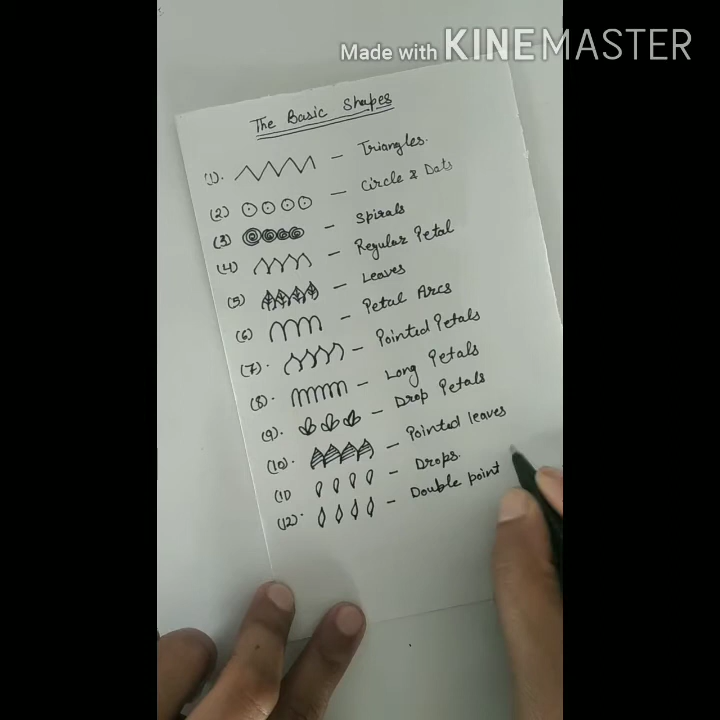 Made with KINEMASTER
The Basic Shapes
(1). — Triangles.
(2) — Circle & Dots
(3) — Spirals
(4) — Regular Petal
(5) — Leaves
(6) — Petal Arcs
(7). — Pointed Petals
(8). — Long Petals
(9). — Drop Petals
(10). — Pointed leaves
(11) — Drops.
(12). — Double point